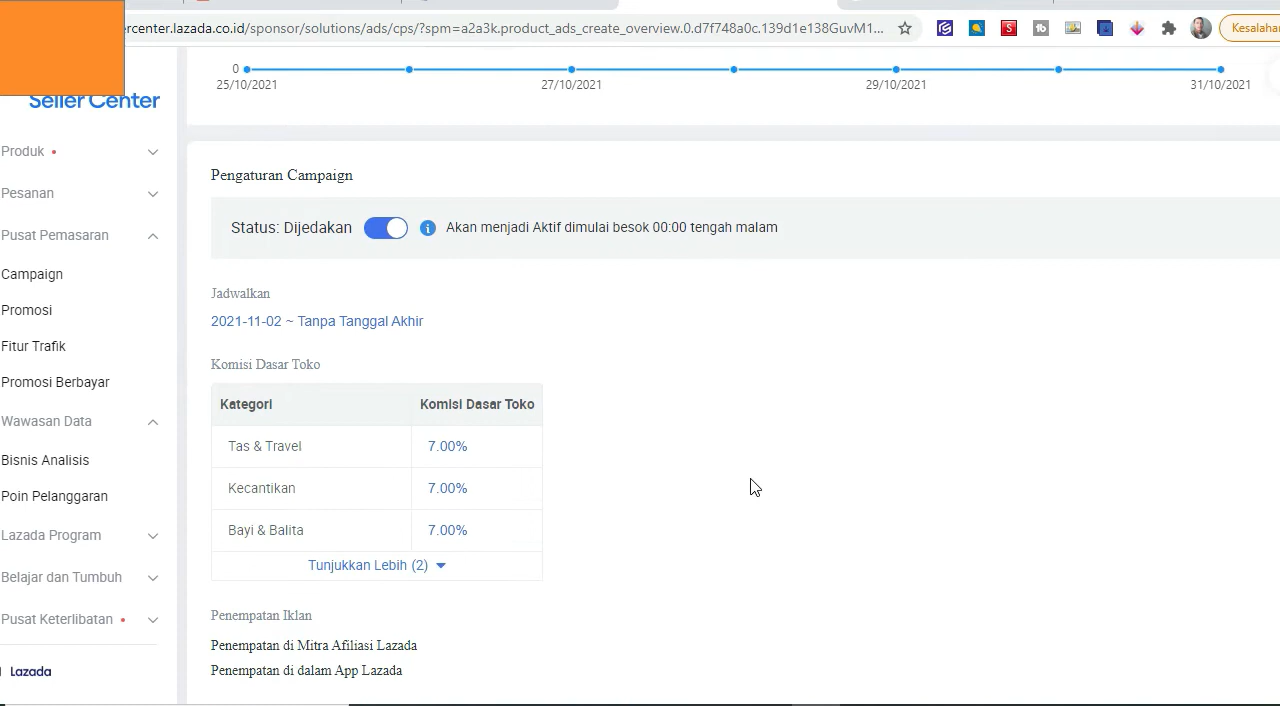 ercenter.lazada.co.id/sponsor/solutions/ads/cps/?spm=a2a3k.product_ads_create_overview.0.d7f748a0c.139d1e138GuvM1...
Kesalahan
Seller Center
Produk
Pesanan
Pusat Pemasaran
Campaign
Promosi
Fitur Trafik
Promosi Berbayar
Wawasan Data
Bisnis Analisis
Poin Pelanggaran
Lazada Program
Belajar dan Tumbuh
Pusat Keterlibatan
Lazada
0
25/10/2021 27/10/2021 29/10/2021 31/10/2021
Pengaturan Campaign
Status: Dijedakan Akan menjadi Aktif dimulai besok 00:00 tengah malam
Jadwalkan
2021-11-02 ~ Tanpa Tanggal Akhir
Komisi Dasar Toko
Kategori Komisi Dasar Toko
Tas & Travel 7.00%
Kecantikan 7.00%
Bayi & Balita 7.00%
Tunjukkan Lebih (2)
Penempatan Iklan
Penempatan di Mitra Afiliasi Lazada
Penempatan di dalam App Lazada